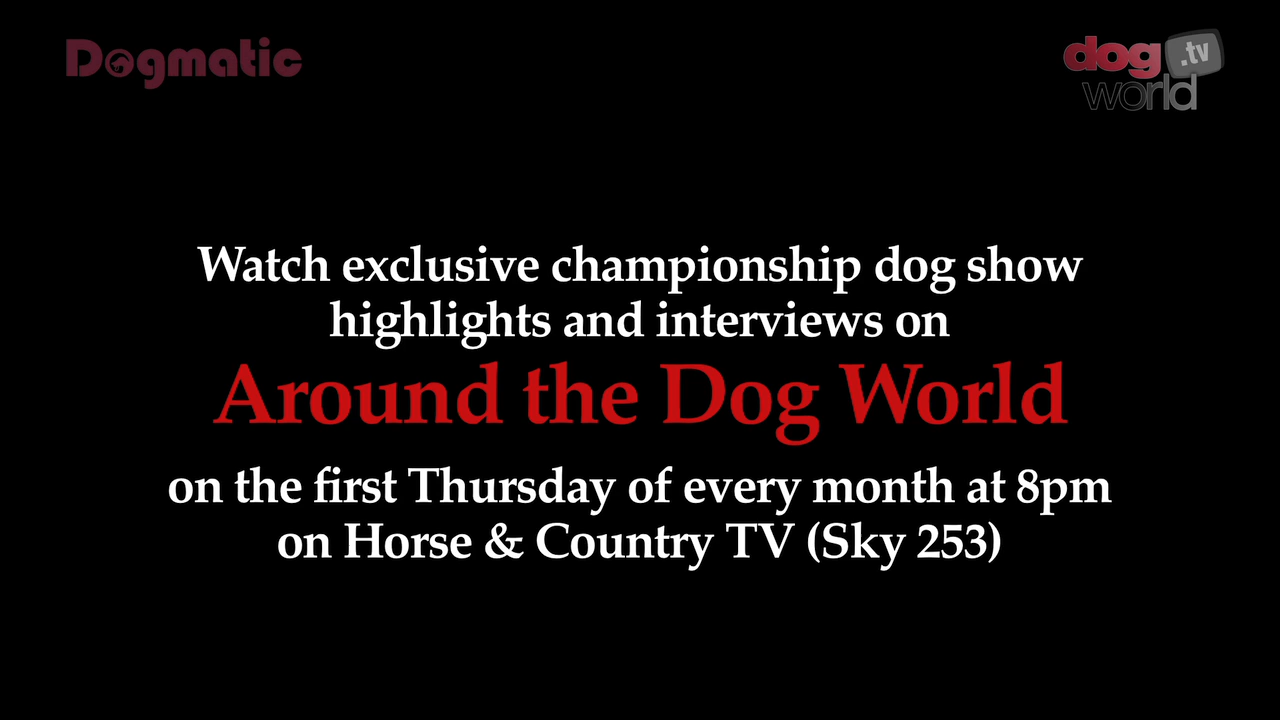 Dogmatic
dog .tv
world
Watch exclusive championship dog show
highlights and interviews on
Around the Dog World
on the first Thursday of every month at 8pm
on Horse & Country TV (Sky 253)